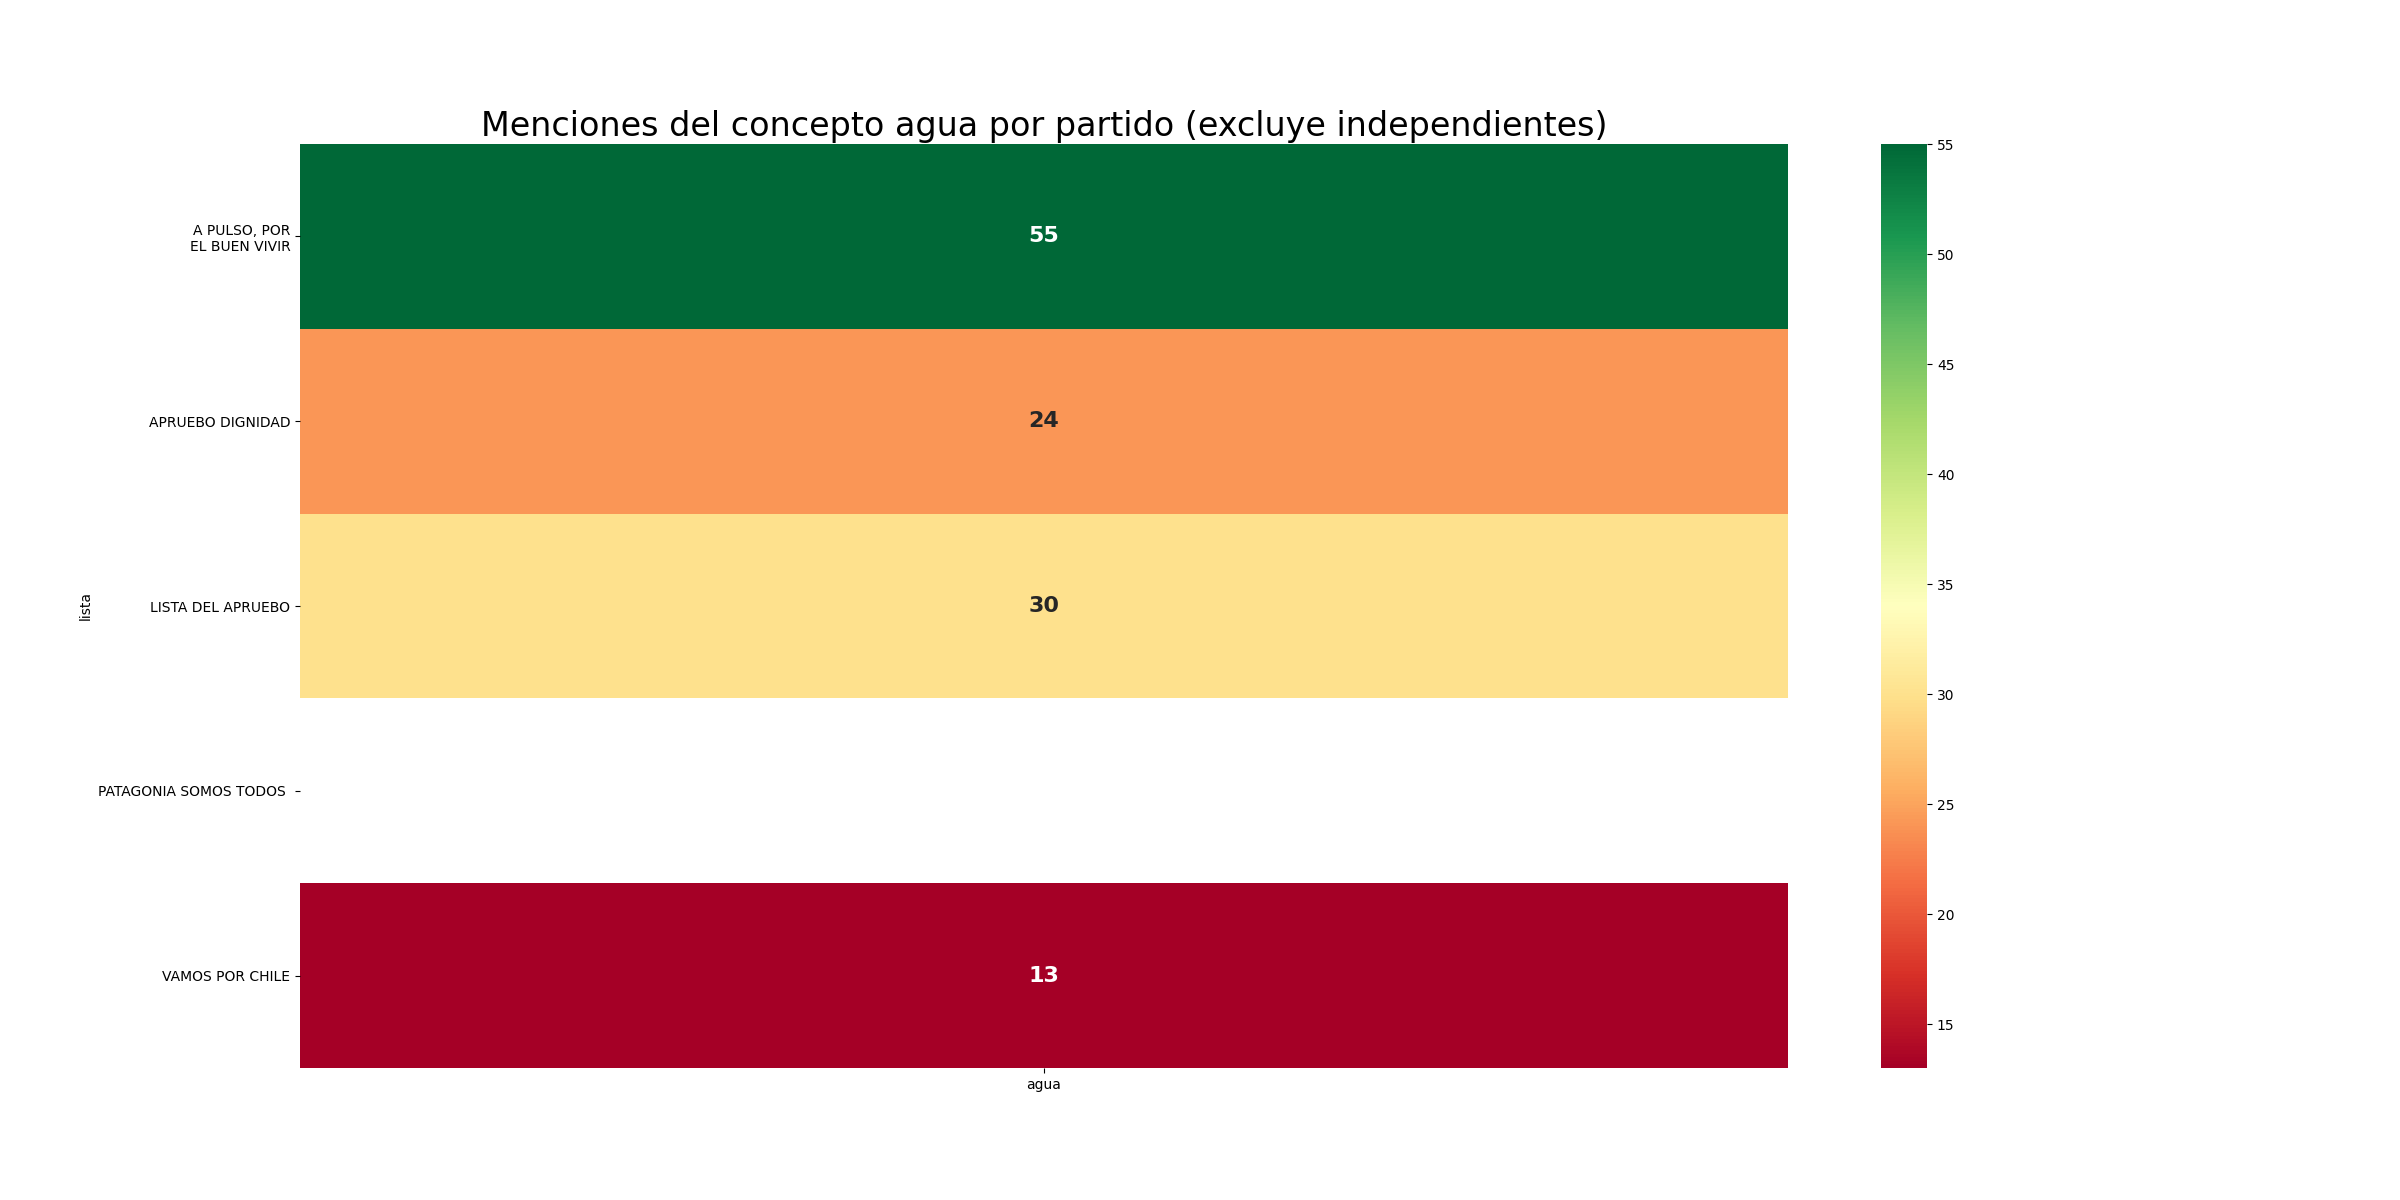 Menciones del concepto agua por partido (excluye independientes)
A PULSO, POR
EL BUEN VIVIR
55
APRUEBO DIGNIDAD
24
LISTA DEL APRUEBO
30
PATAGONIA SOMOS TODOS
VAMOS POR CHILE
13
lista
agua
55
50
45
40
35
30
25
20
15